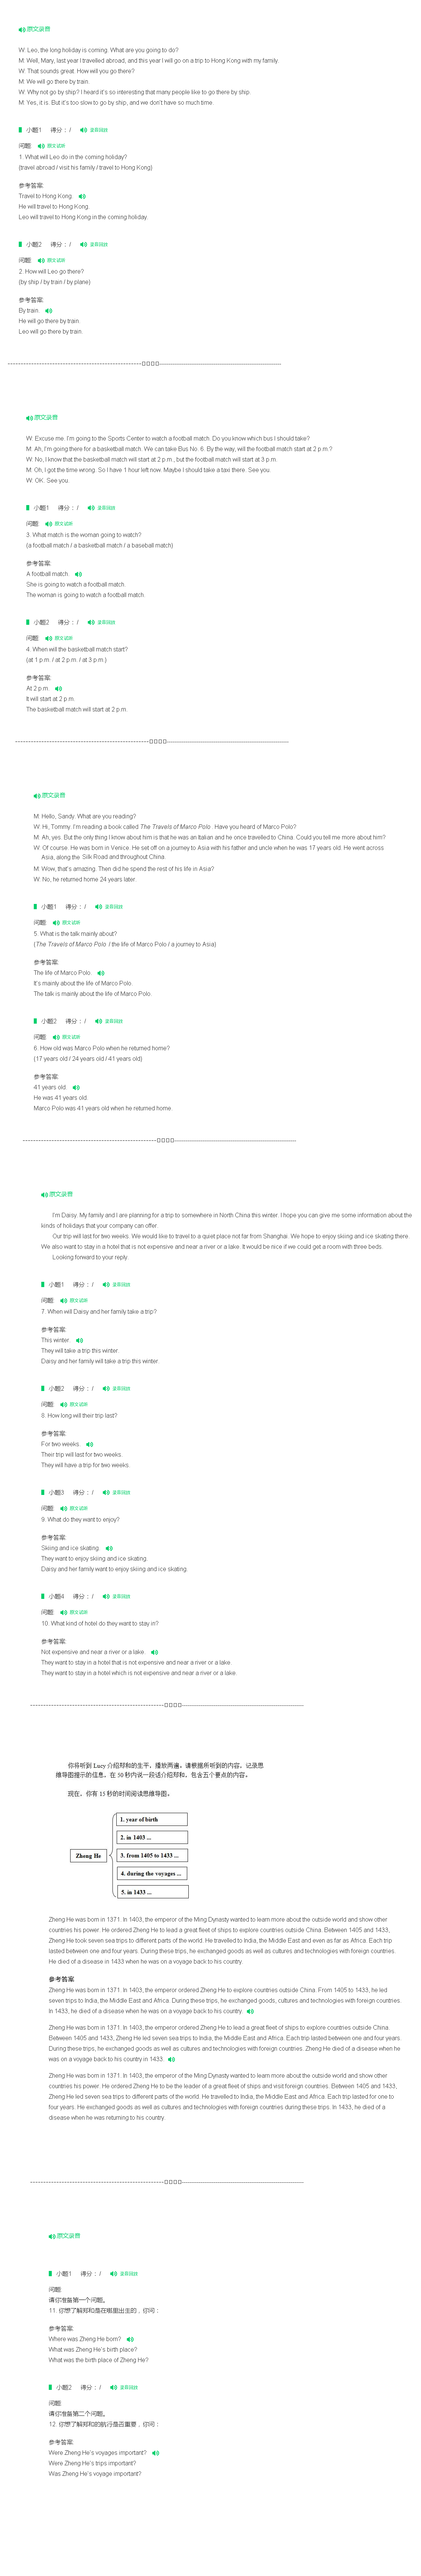 原文录音
W: Leo, the long holiday is coming. What are you going to do?
M: Well, Mary, last year I travelled abroad, and this year I will go on a trip to Hong Kong with my family.
W: That sounds great. How will you go there?
M: We will go there by train.
W: Why not go by ship? I heard it's so interesting that many people like to go there by ship.
M: Yes, it is. But it's too slow to go by ship, and we don't have so much time.
小题1 得分：/ 录音回放
问题: 原文试听
1. What will Leo do in the coming holiday?
(travel abroad / visit his family / travel to Hong Kong)
参考答案:
Travel to Hong Kong.
He will travel to Hong Kong.
Leo will travel to Hong Kong in the coming holiday.
小题2 得分：/ 录音回放
问题: 原文试听
2. How will Leo go there?
(by ship / by train / by plane)
参考答案:
By train.
He will go there by train.
Leo will go there by train.
原文录音
W: Excuse me. I'm going to the Sports Center to watch a football match. Do you know which bus I should take?
M: Ah, I'm going there for a basketball match. We can take Bus No. 6. By the way, will the football match start at 2 p.m.?
W: No, I know that the basketball match will start at 2 p.m., but the football match will start at 3 p.m.
M: Oh, I got the time wrong. So I have 1 hour left now. Maybe I should take a taxi there. See you.
W: OK. See you.
小题1 得分：/ 录音回放
问题: 原文试听
3. What match is the woman going to watch?
(a football match / a basketball match / a baseball match)
参考答案:
A football match.
She is going to watch a football match.
The woman is going to watch a football match.
小题2 得分：/ 录音回放
问题: 原文试听
4. When will the basketball match start?
(at 1 p.m. / at 2 p.m. / at 3 p.m.)
参考答案:
At 2 p.m.
It will start at 2 p.m.
The basketball match will start at 2 p.m.
原文录音
M: Hello, Sandy. What are you reading?
W: Hi, Tommy. I'm reading a book called The Travels of Marco Polo. Have you heard of Marco Polo?
M: Ah, yes. But the only thing I know about him is that he was an Italian and he once travelled to China. Could you tell me more about him?
W: Of course. He was born in Venice. He set off on a journey to Asia with his father and uncle when he was 17 years old. He went across
Asia, along the Silk Road and throughout China.
M: Wow, that's amazing. Then did he spend the rest of his life in Asia?
W: No, he returned home 24 years later.
小题1 得分：/ 录音回放
问题: 原文试听
5. What is the talk mainly about?
(The Travels of Marco Polo / the life of Marco Polo / a journey to Asia)
参考答案:
The life of Marco Polo.
It's mainly about the life of Marco Polo.
The talk is mainly about the life of Marco Polo.
小题2 得分：/ 录音回放
问题: 原文试听
6. How old was Marco Polo when he returned home?
(17 years old / 24 years old / 41 years old)
参考答案:
41 years old.
He was 41 years old.
Marco Polo was 41 years old when he returned home.
原文录音
I'm Daisy. My family and I are planning for a trip to somewhere in North China this winter. I hope you can give me some information about the
kinds of holidays that your company can offer.
Our trip will last for two weeks. We would like to travel to a quiet place not far from Shanghai. We hope to enjoy skiing and ice skating there.
We also want to stay in a hotel that is not expensive and near a river or a lake. It would be nice if we could get a room with three beds.
Looking forward to your reply.
小题1 得分：/ 录音回放
问题: 原文试听
7. When will Daisy and her family take a trip?
参考答案:
This winter.
They will take a trip this winter.
Daisy and her family will take a trip this winter.
小题2 得分：/ 录音回放
问题: 原文试听
8. How long will their trip last?
参考答案:
For two weeks.
Their trip will last for two weeks.
They will have a trip for two weeks.
小题3 得分：/ 录音回放
问题: 原文试听
9. What do they want to enjoy?
参考答案:
Skiing and ice skating.
They want to enjoy skiing and ice skating.
Daisy and her family want to enjoy skiing and ice skating.
小题4 得分：/ 录音回放
问题: 原文试听
10. What kind of hotel do they want to stay in?
参考答案:
Not expensive and near a river or a lake.
They want to stay in a hotel that is not expensive and near a river or a lake.
They want to stay in a hotel which is not expensive and near a river or a lake.
你将听到 Lucy 介绍郑和的生平，播放两遍。请根据所听到的内容，记录思
维导图提示的信息。在 50 秒内说一段话介绍郑和，包含五个要点的内容。
现在，你有 15 秒的时间阅读思维导图。
Zheng He
1. year of birth
2. in 1403 ...
3. from 1405 to 1433 ...
4. during the voyages ...
5. in 1433 ...
Zheng He was born in 1371. In 1403, the emperor of the Ming Dynasty wanted to learn more about the outside world and show other
countries his power. He ordered Zheng He to lead a great fleet of ships to explore countries outside China. Between 1405 and 1433,
Zheng He took seven sea trips to different parts of the world. He travelled to India, the Middle East and even as far as Africa. Each trip
lasted between one and four years. During these trips, he exchanged goods as well as cultures and technologies with foreign countries.
He died of a disease in 1433 when he was on a voyage back to his country.
参考答案
Zheng He was born in 1371. In 1403, the emperor ordered Zheng He to explore countries outside China. From 1405 to 1433, he led
seven trips to India, the Middle East and Africa. During these trips, he exchanged goods, cultures and technologies with foreign countries.
In 1433, he died of a disease when he was on a voyage back to his country.
Zheng He was born in 1371. In 1403, the emperor ordered Zheng He to lead a great fleet of ships to explore countries outside China.
Between 1405 and 1433, Zheng He led seven sea trips to India, the Middle East and Africa. Each trip lasted between one and four years.
During these trips, he exchanged goods as well as cultures and technologies with foreign countries. Zheng He died of a disease when he
was on a voyage back to his country in 1433.
Zheng He was born in 1371. In 1403, the emperor of the Ming Dynasty wanted to learn more about the outside world and show other
countries his power. He ordered Zheng He to be the leader of a great fleet of ships and visit foreign countries. Between 1405 and 1433,
Zheng He led seven sea trips to different parts of the world. He travelled to India, the Middle East and Africa. Each trip lasted for one to
four years. He exchanged goods as well as cultures and technologies with foreign countries during these trips. In 1433, he died of a
disease when he was returning to his country.
原文录音
小题1 得分：/ 录音回放
问题:
请你准备第一个问题。
11. 你想了解郑和是在哪里出生的，你问：
参考答案:
Where was Zheng He born?
What was Zheng He's birth place?
What was the birth place of Zheng He?
小题2 得分：/ 录音回放
问题:
请你准备第二个问题。
12. 你想了解郑和的航行是否重要，你问：
参考答案:
Were Zheng He's voyages important?
Were Zheng He's trips important?
Was Zheng He's voyage important?